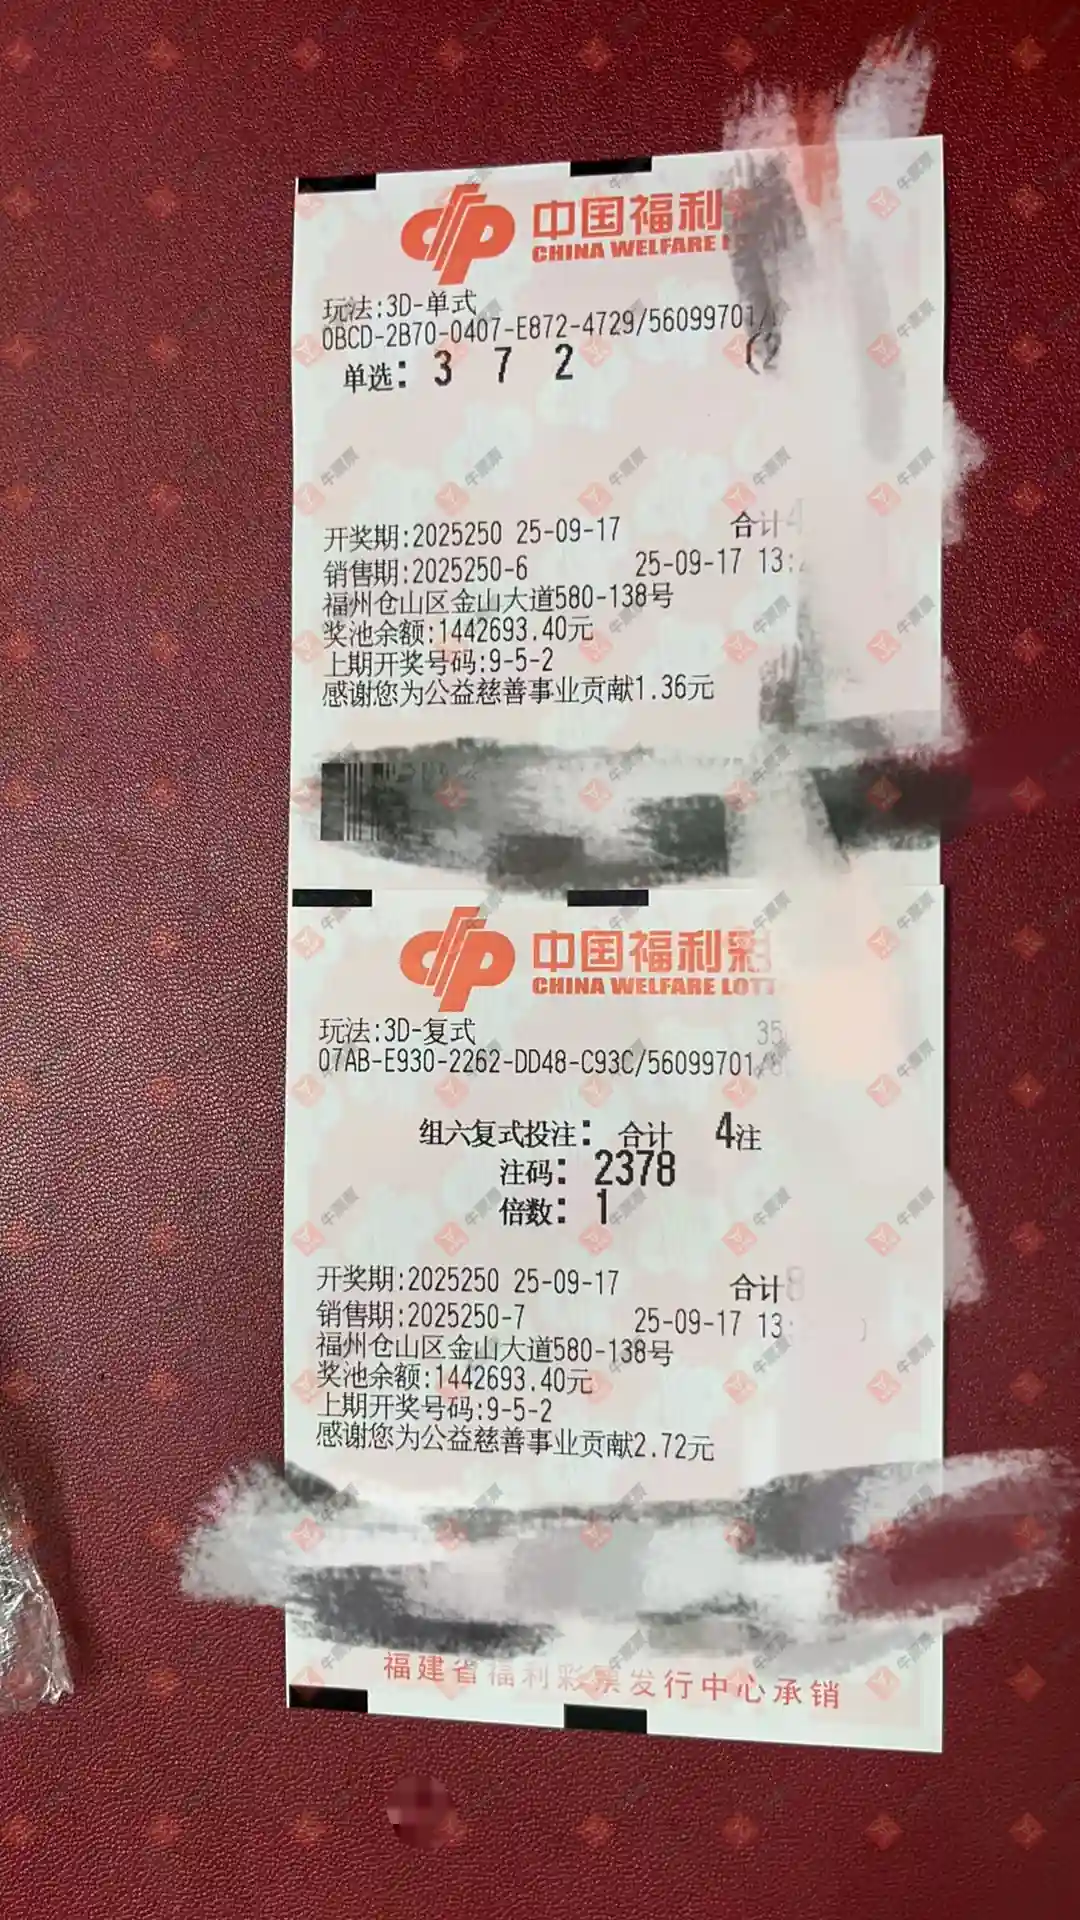 中国福利
CHINA WELFARE
玩法:3D-单式
0BCD-2B70-0407-E872-4729/56099701/
单选: 3 7 2 (2
开奖期:2025250 25-09-17 合计4
销售期:2025250-6 25-09-17 13:
福州仓山区金山大道580-138号
奖池余额:1442693.40元
上期开奖号码:9-5-2
感谢您为公益慈善事业贡献1.36元
中国福利彩
CHINA WELFARE LOTT
玩法:3D-复式 35
07AB-E930-2262-DD48-C93C/56099701/
组六复式投注: 合计 4注
注码: 2378
倍数: 1
开奖期:2025250 25-09-17 合计8
销售期:2025250-7 25-09-17 13:
福州仓山区金山大道580-138号
奖池余额:1442693.40元
上期开奖号码:9-5-2
感谢您为公益慈善事业贡献2.72元
福建省福利彩票发行中心承销